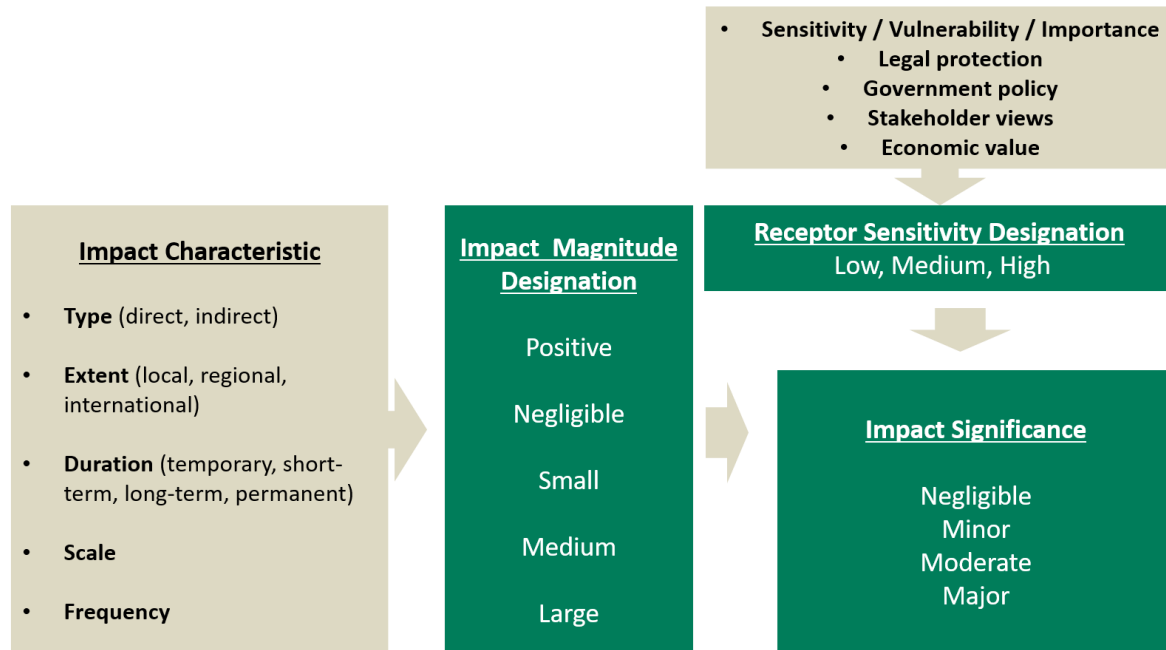 • Sensitivity / Vulnerability / Importance
• Legal protection
• Government policy
• Stakeholder views
• Economic value
Impact Characteristic
• Type (direct, indirect)
• Extent (local, regional,
international)
• Duration (temporary, short-
term, long-term, permanent)
• Scale
• Frequency
Impact Magnitude
Designation
Positive
Negligible
Small
Medium
Large
Receptor Sensitivity Designation
Low, Medium, High
Impact Significance
Negligible
Minor
Moderate
Major